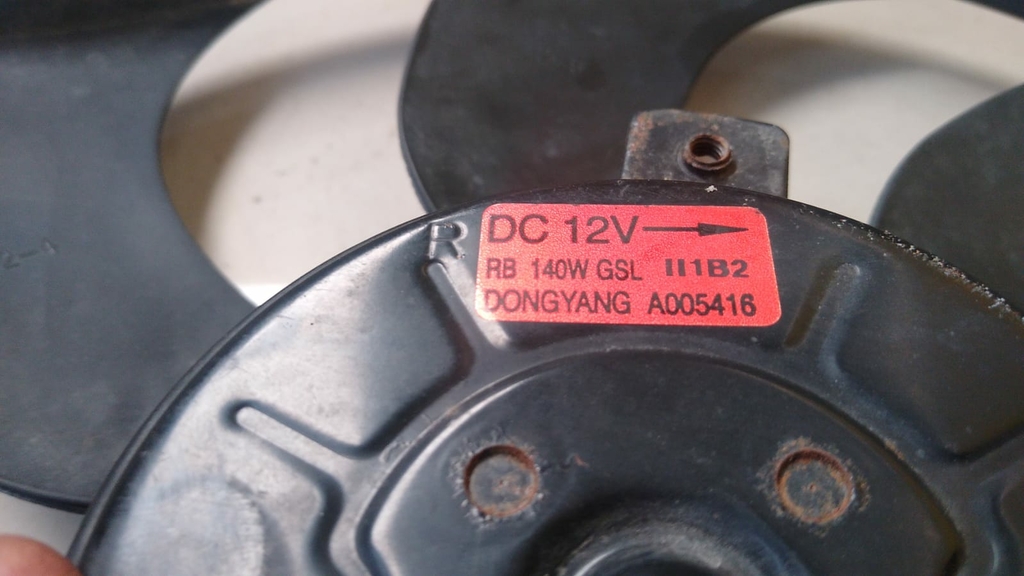 R
DC 12V
RB 140W GSL II1B2
DONGYANG A005416